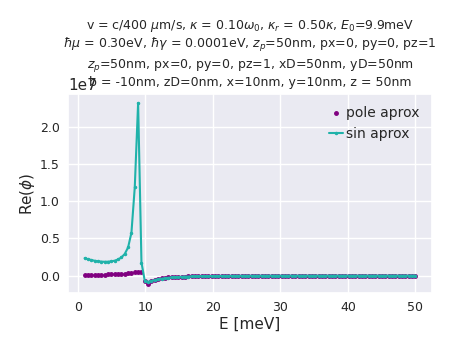 v = c/400 μm/s, κ = 0.10ω₀, κᵣ = 0.50κ, E₀=9.9meV
ℏμ = 0.30eV, ℏγ = 0.0001eV, zₚ=50nm, px=0, py=0, pz=1
zₚ=50nm, px=0, py=0, pz=1, xD=50nm, yD=50nm
= -10nm, zD=0nm, x=10nm, y=10nm, z = 50nm
1e7
pole aprox
sin aprox
Re(ϕ)
2.0
1.5
1.0
0.5
0.0
0 10 20 30 40 50
E [meV]